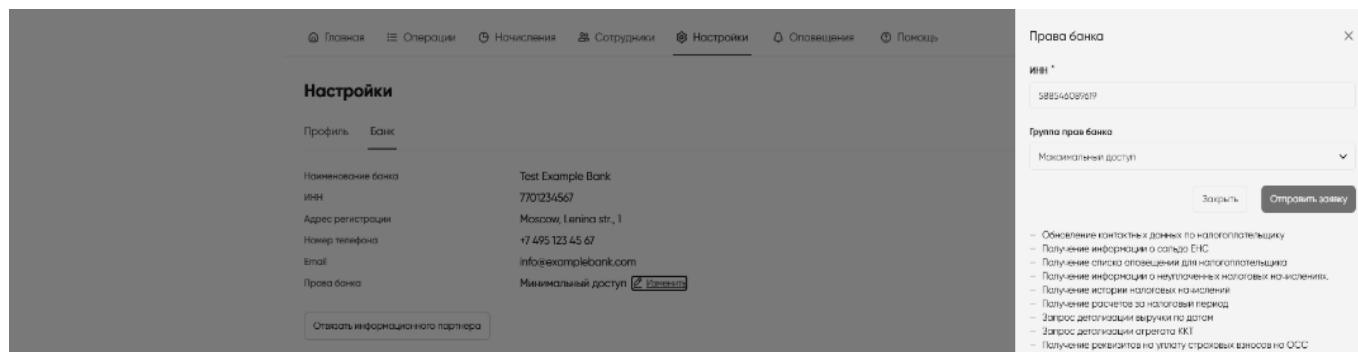 Главная Операции Начисления Сотрудники Настройки Оповещения Помощь
Настройки
Профиль Банк
Наименование банка Test Example Bank
ИНН 7701234567
Адрес регистрации Moscow, Lenina str., 1
Номер телефона +7 495 123 45 67
Email info@examplebank.com
Права банка Минимальный доступ Изменить
Отвязать информационного партнера
Права банка
ИНН *
588546089619
Группа прав банка
Максимальный доступ
Закрыть Отправить заявку
– Обновление контактных данных по налогоплательщику
– Получение информации о сальдо ЕНС
– Получение списка оповещений для налогоплательщика
– Получение информации о неуплаченных налоговых начислениях.
– Получение истории налоговых начислений
– Получение расчетов за налоговый период
– Запрос детализации выручки по датам
– Запрос детализации агрегата ККТ
– Получение реквизитов на уплату страховых взносов на ОСС